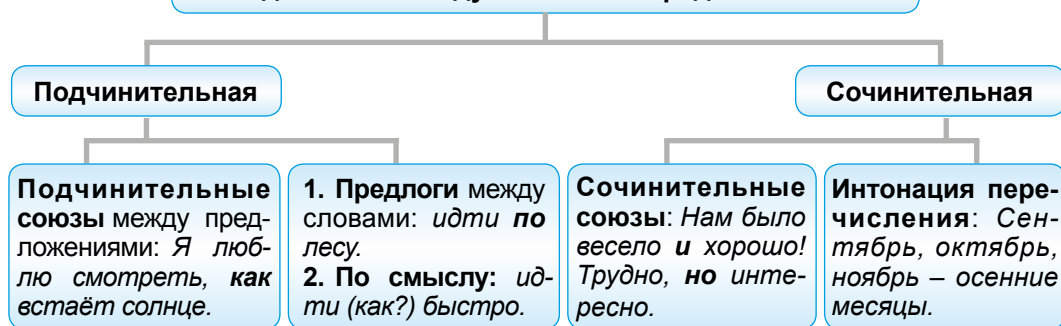 Подчинительная
Сочинительная
Подчинительные
союзы между пред-
ложениями: Я люб-
лю смотреть, как
встаёт солнце.
1. Предлоги между
словами: идти по
лесу.
2. По смыслу: ид-
ти (как?) быстро.
Сочинительные
союзы: Нам было
весело и хорошо!
Трудно, но инте-
ресно.
Интонация пере-
числения: Сен-
тябрь, октябрь,
ноябрь – осенние
месяцы.